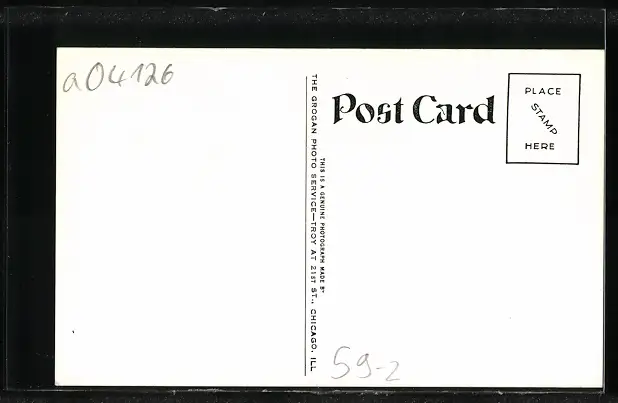 a04126
Post Card
PLACE
STAMP
HERE
THIS IS A GENUINE PHOTOGRAPH MADE BY
THE GROGAN PHOTO SERVICE—TROY AT 21ST ST., CHICAGO, ILL
59-2